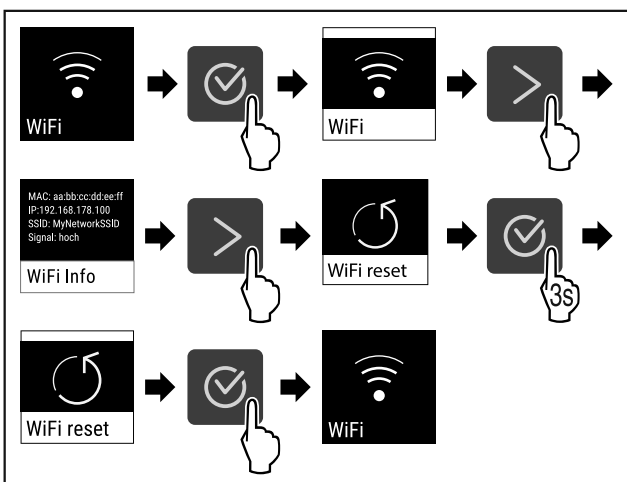 WiFi
WiFi
MAC: aa:bb:cc:dd:ee:ff
IP:192.168.178.100
SSID: MyNetworkSSID
Signal: hoch
WiFi Info
WiFi reset
3s
WiFi reset
WiFi